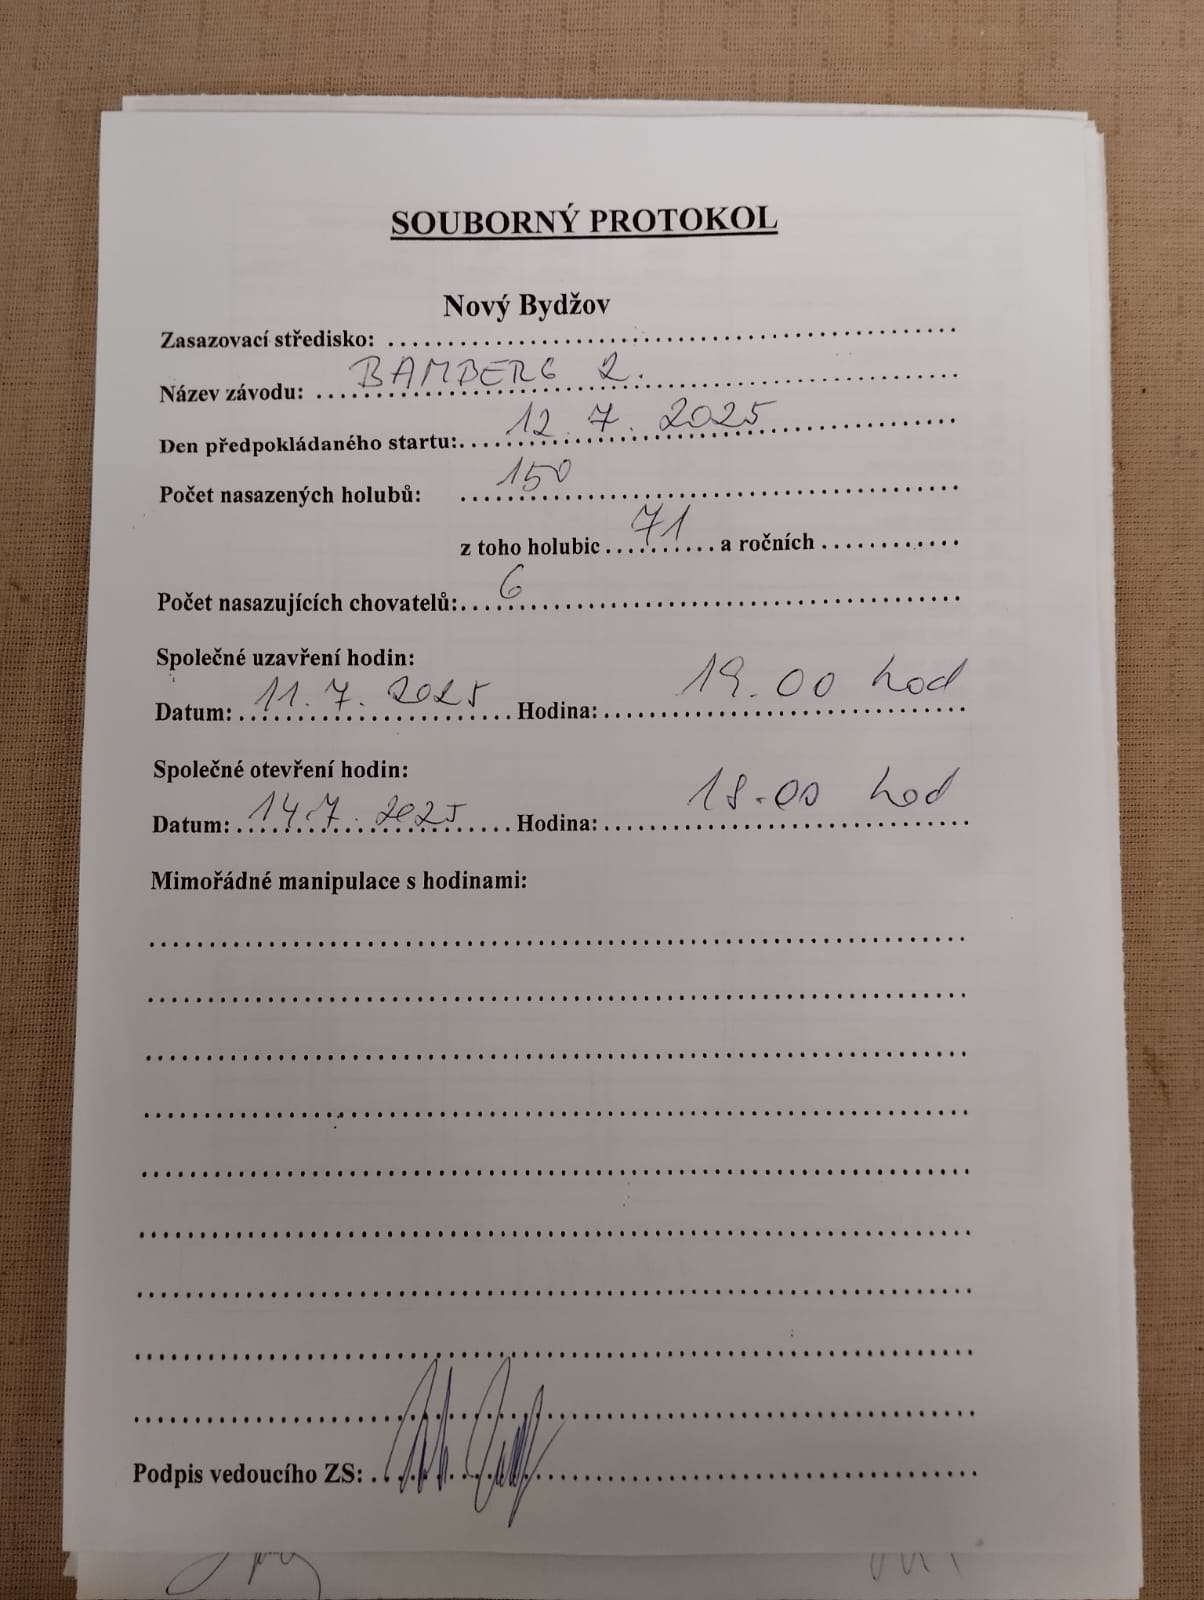 SOUBORNÝ PROTOKOL
Nový Bydžov
Zasazovací středisko:
Název závodu: BAMBERG 2.
Den předpokládaného startu: 12. 7. 2025
Počet nasazených holubů: 150
z toho holubic 71 a ročních
Počet nasazujících chovatelů: 6
Společné uzavření hodin:
Datum: 11. 7. 2025 Hodina: 19.00 hod
Společné otevření hodin:
Datum: 14.7. 2025 Hodina: 18.00 hod
Mimořádné manipulace s hodinami:
Podpis vedoucího ZS: